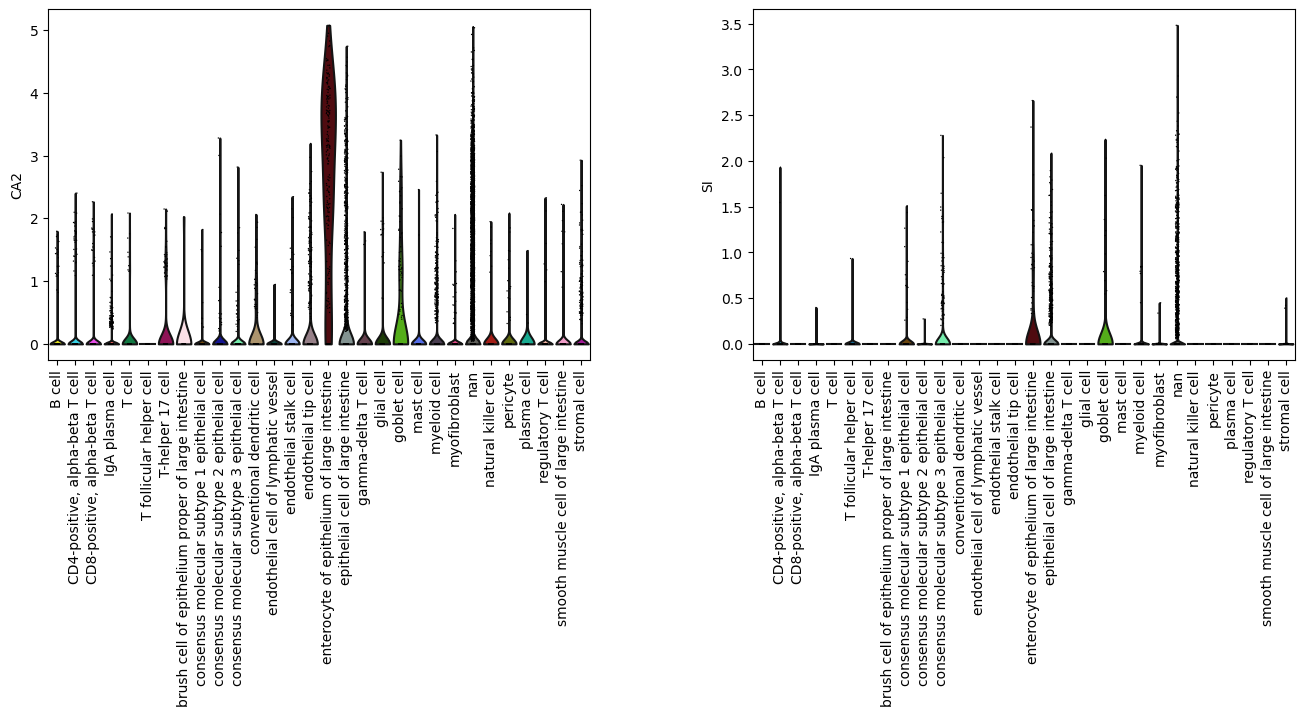 5
4
3
2
1
0
CA2
B cell
CD4-positive, alpha-beta T cell
CD8-positive, alpha-beta T cell
IgA plasma cell
T cell
T follicular helper cell
T-helper 17 cell
brush cell of epithelium proper of large intestine
consensus molecular subtype 1 epithelial cell
consensus molecular subtype 2 epithelial cell
consensus molecular subtype 3 epithelial cell
conventional dendritic cell
endothelial cell of lymphatic vessel
endothelial stalk cell
endothelial tip cell
enterocyte of epithelium of large intestine
epithelial cell of large intestine
gamma-delta T cell
glial cell
goblet cell
mast cell
myeloid cell
myofibroblast
nan
natural killer cell
pericyte
plasma cell
regulatory T cell
smooth muscle cell of large intestine
stromal cell
3.5
3.0
2.5
2.0
1.5
1.0
0.5
0.0
SI
B cell
CD4-positive, alpha-beta T cell
CD8-positive, alpha-beta T cell
IgA plasma cell
T cell
T follicular helper cell
T-helper 17 cell
brush cell of epithelium proper of large intestine
consensus molecular subtype 1 epithelial cell
consensus molecular subtype 2 epithelial cell
consensus molecular subtype 3 epithelial cell
conventional dendritic cell
endothelial cell of lymphatic vessel
endothelial stalk cell
endothelial tip cell
enterocyte of epithelium of large intestine
epithelial cell of large intestine
gamma-delta T cell
glial cell
goblet cell
mast cell
myeloid cell
myofibroblast
nan
natural killer cell
pericyte
plasma cell
regulatory T cell
smooth muscle cell of large intestine
stromal cell